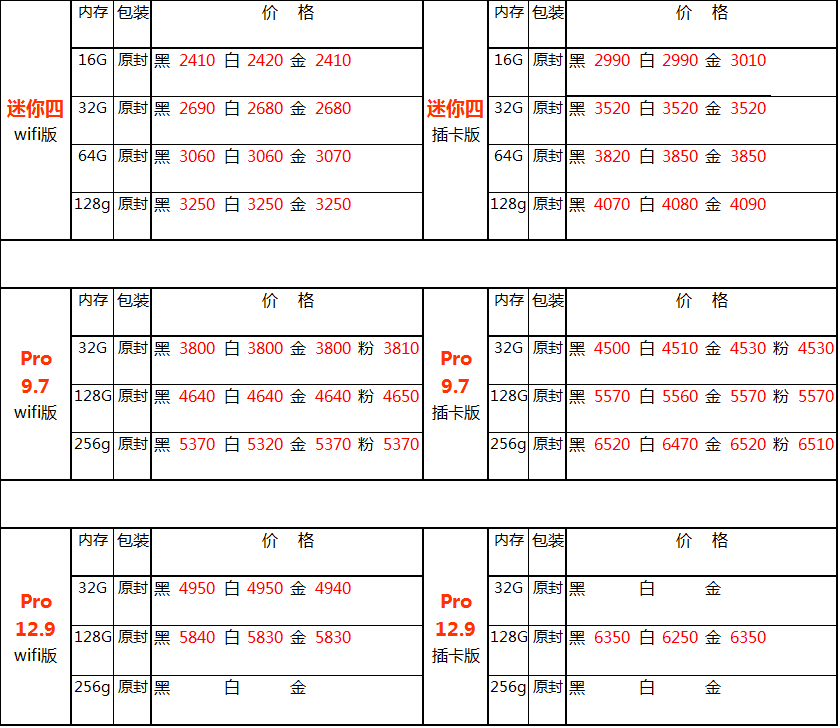 内存 包装 价 格 内存 包装 价 格
16G 原封 黑 2410 白 2420 金 2410 16G 原封 黑 2990 白 2990 金 3010
迷你四 wifi版 32G 原封 黑 2690 白 2680 金 2680 迷你四 插卡版 32G 原封 黑 3520 白 3520 金 3520
64G 原封 黑 3060 白 3060 金 3070 64G 原封 黑 3820 白 3850 金 3850
128g 原封 黑 3250 白 3250 金 3250 128g 原封 黑 4070 白 4080 金 4090
内存 包装 价 格 内存 包装 价 格
32G 原封 黑 3800 白 3800 金 3800 粉 3810 32G 原封 黑 4500 白 4510 金 4530 粉 4530
Pro 9.7 wifi版 128G 原封 黑 4640 白 4640 金 4640 粉 4650 Pro 9.7 插卡版 128G 原封 黑 5570 白 5560 金 5570 粉 5570
256g 原封 黑 5370 白 5320 金 5370 粉 5370 256g 原封 黑 6520 白 6470 金 6520 粉 6510
内存 包装 价 格 内存 包装 价 格
32G 原封 黑 4950 白 4950 金 4940 32G 原封 黑 白 金
Pro 12.9 wifi版 128G 原封 黑 5840 白 5830 金 5830 Pro 12.9 插卡版 128G 原封 黑 6350 白 6250 金 6350
256g 原封 黑 白 金 256g 原封 黑 白 金